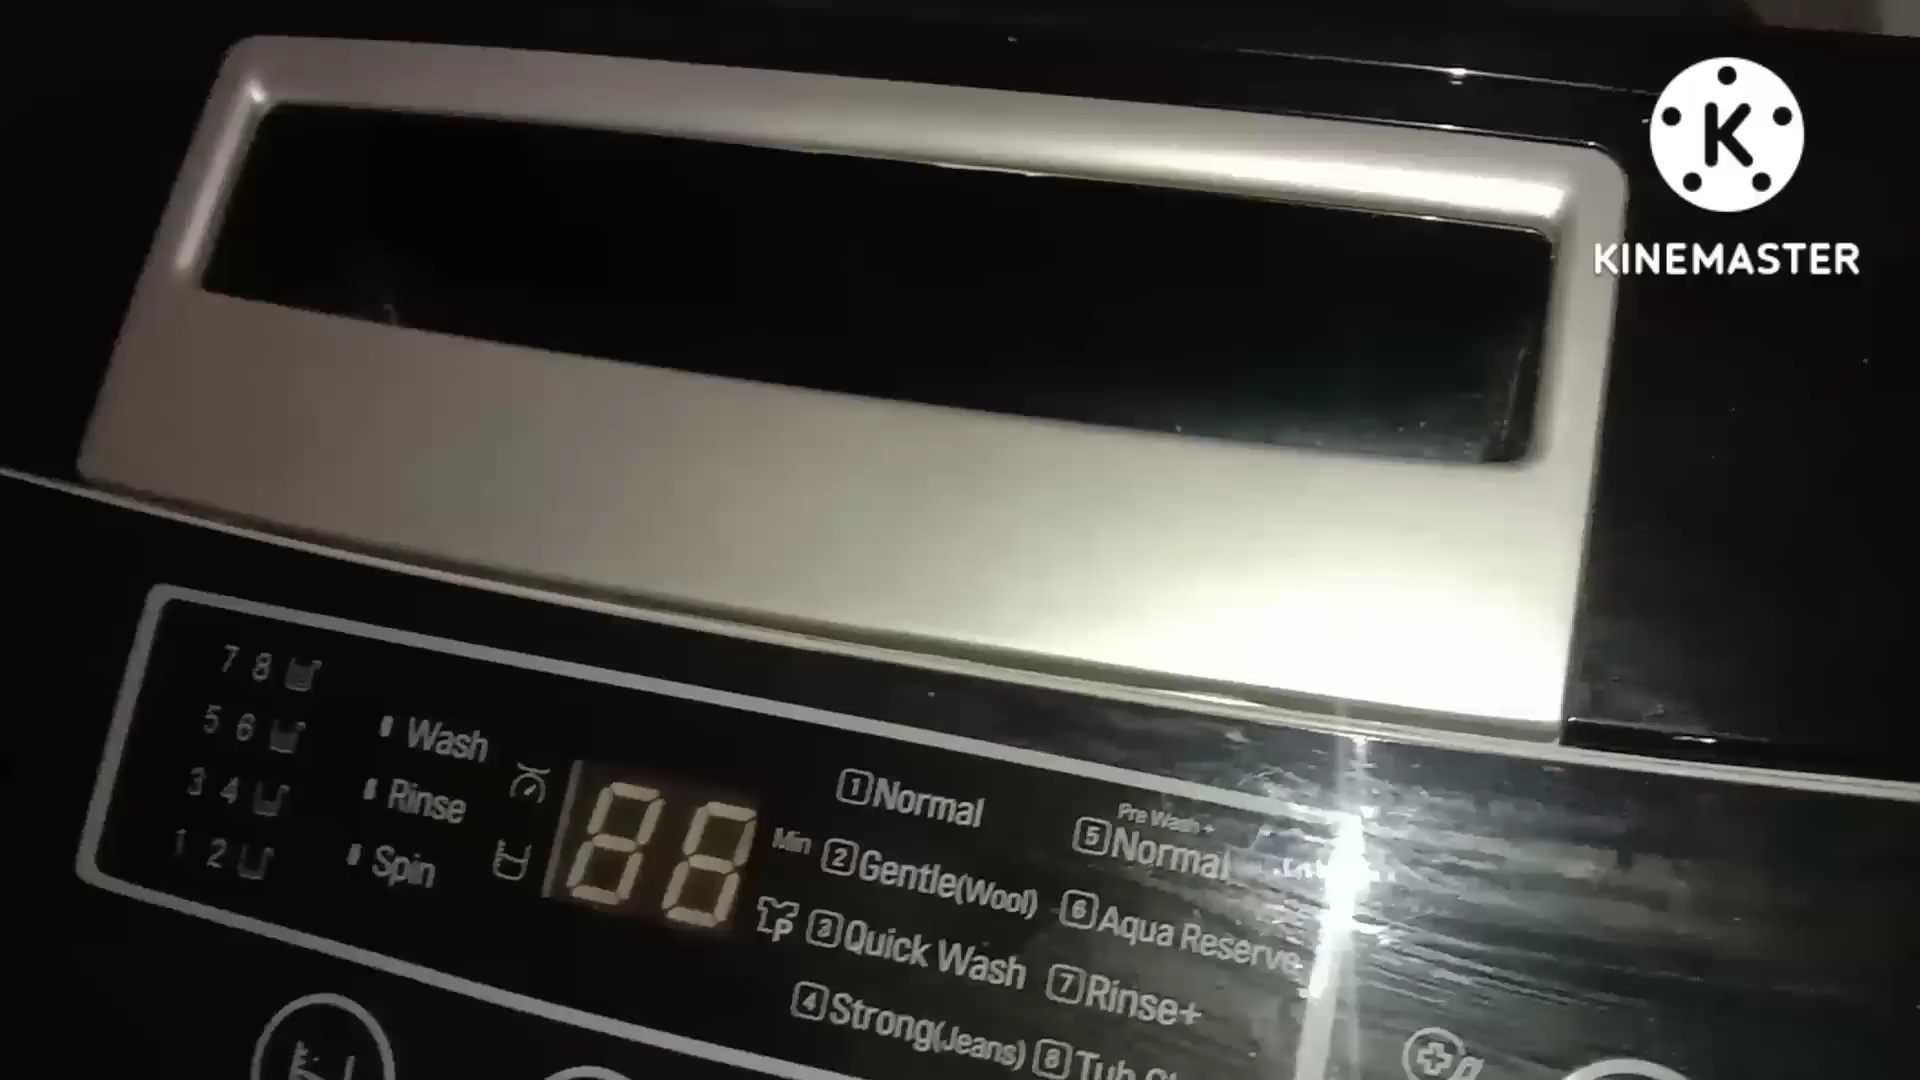 K
KINEMASTER
7 8
5 6
3 4
1 2
Wash
Rinse
Spin
88
Min
1 Normal
2 Gentle(Wool)
3 Quick Wash
4 Strong(Jeans)
Pre Wash +
5 Normal
6 Aqua Reserve
7 Rinse+
8 Tub